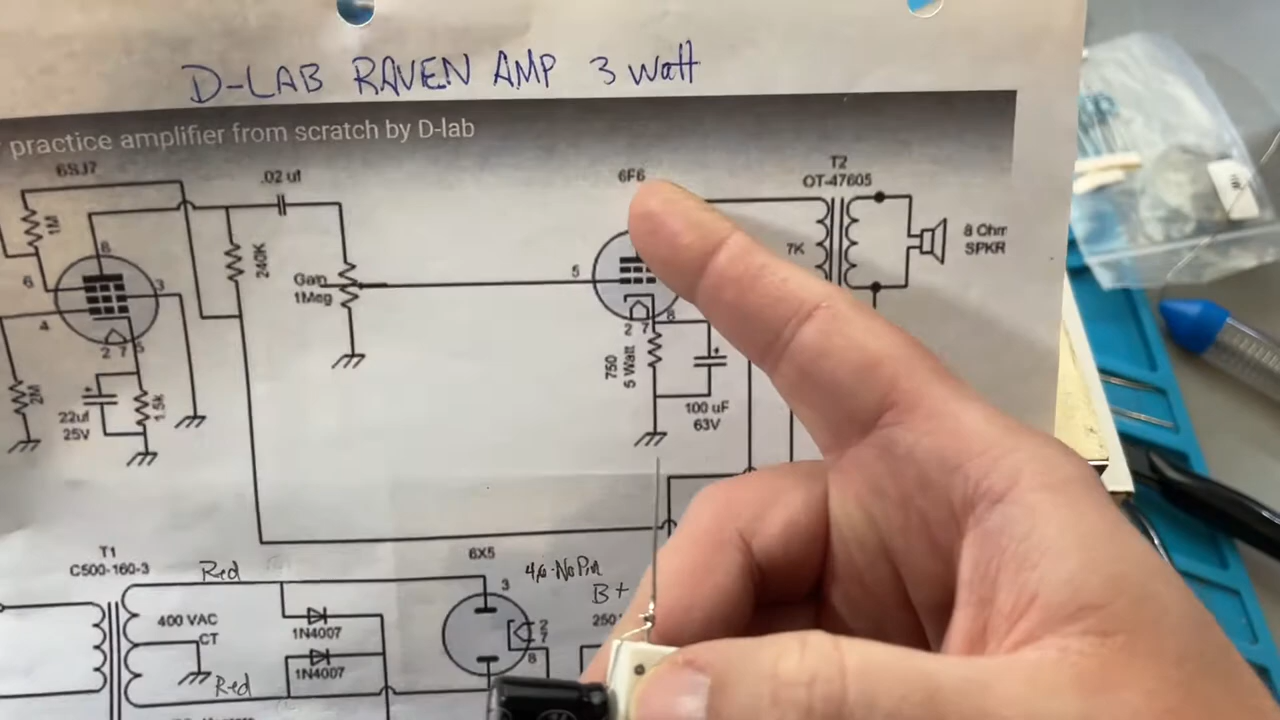 D-LAB RAVEN AMP 3 Watt
practice amplifier from scratch by D-lab
6SJ7
.02 uf
6F6
T2
OT-47605
1M
240K
7K
8 Ohm
SPKR
6
8
3
Gain
1Meg
5
4
2 7 5
2 7 8
2M
22uf
25V
1.5k
750
5 Watt
100 uF
63V
T1
C500-160-3
Red
6X5
4,6-No Pin
B+
400 VAC
CT
1N4007
3
2
7
8
250
1N4007
Red